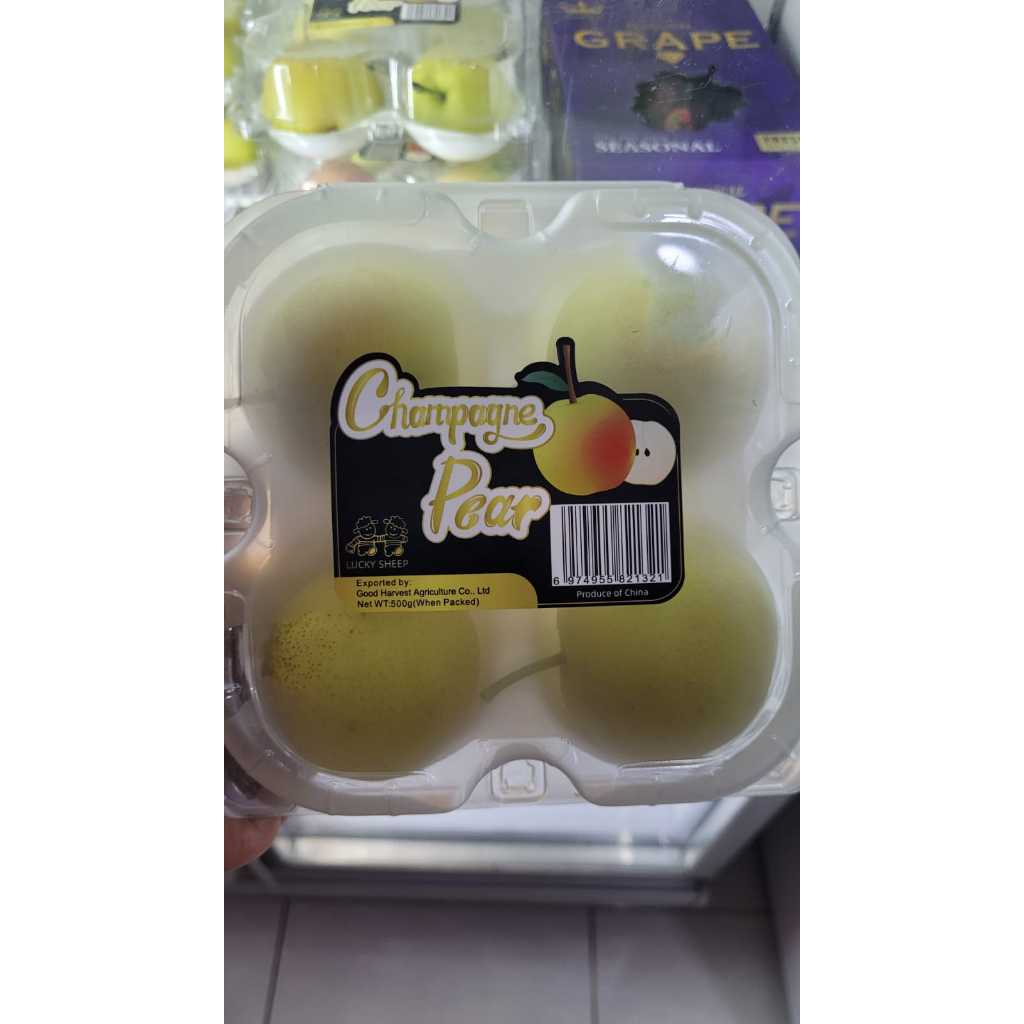 GRAPE
SEASONAL
Champagne
Pear
LUCKY SHEEP
Exported by:
Good Harvest Agriculture Co., Ltd
Net WT:500g(When Packed)
6 974955 821321
Produce of China